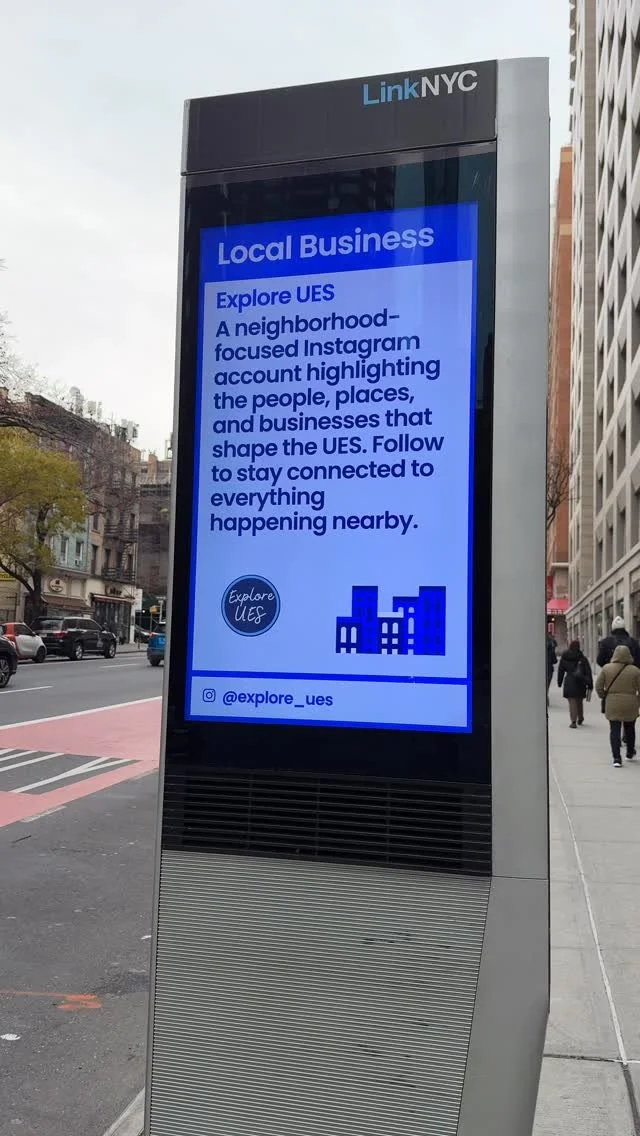 LinkNYC
Local Business
Explore UES
A neighborhood-
focused Instagram
account highlighting
the people, places,
and businesses that
shape the UES. Follow
to stay connected to
everything
happening nearby.
Explore
UES
@explore_ues